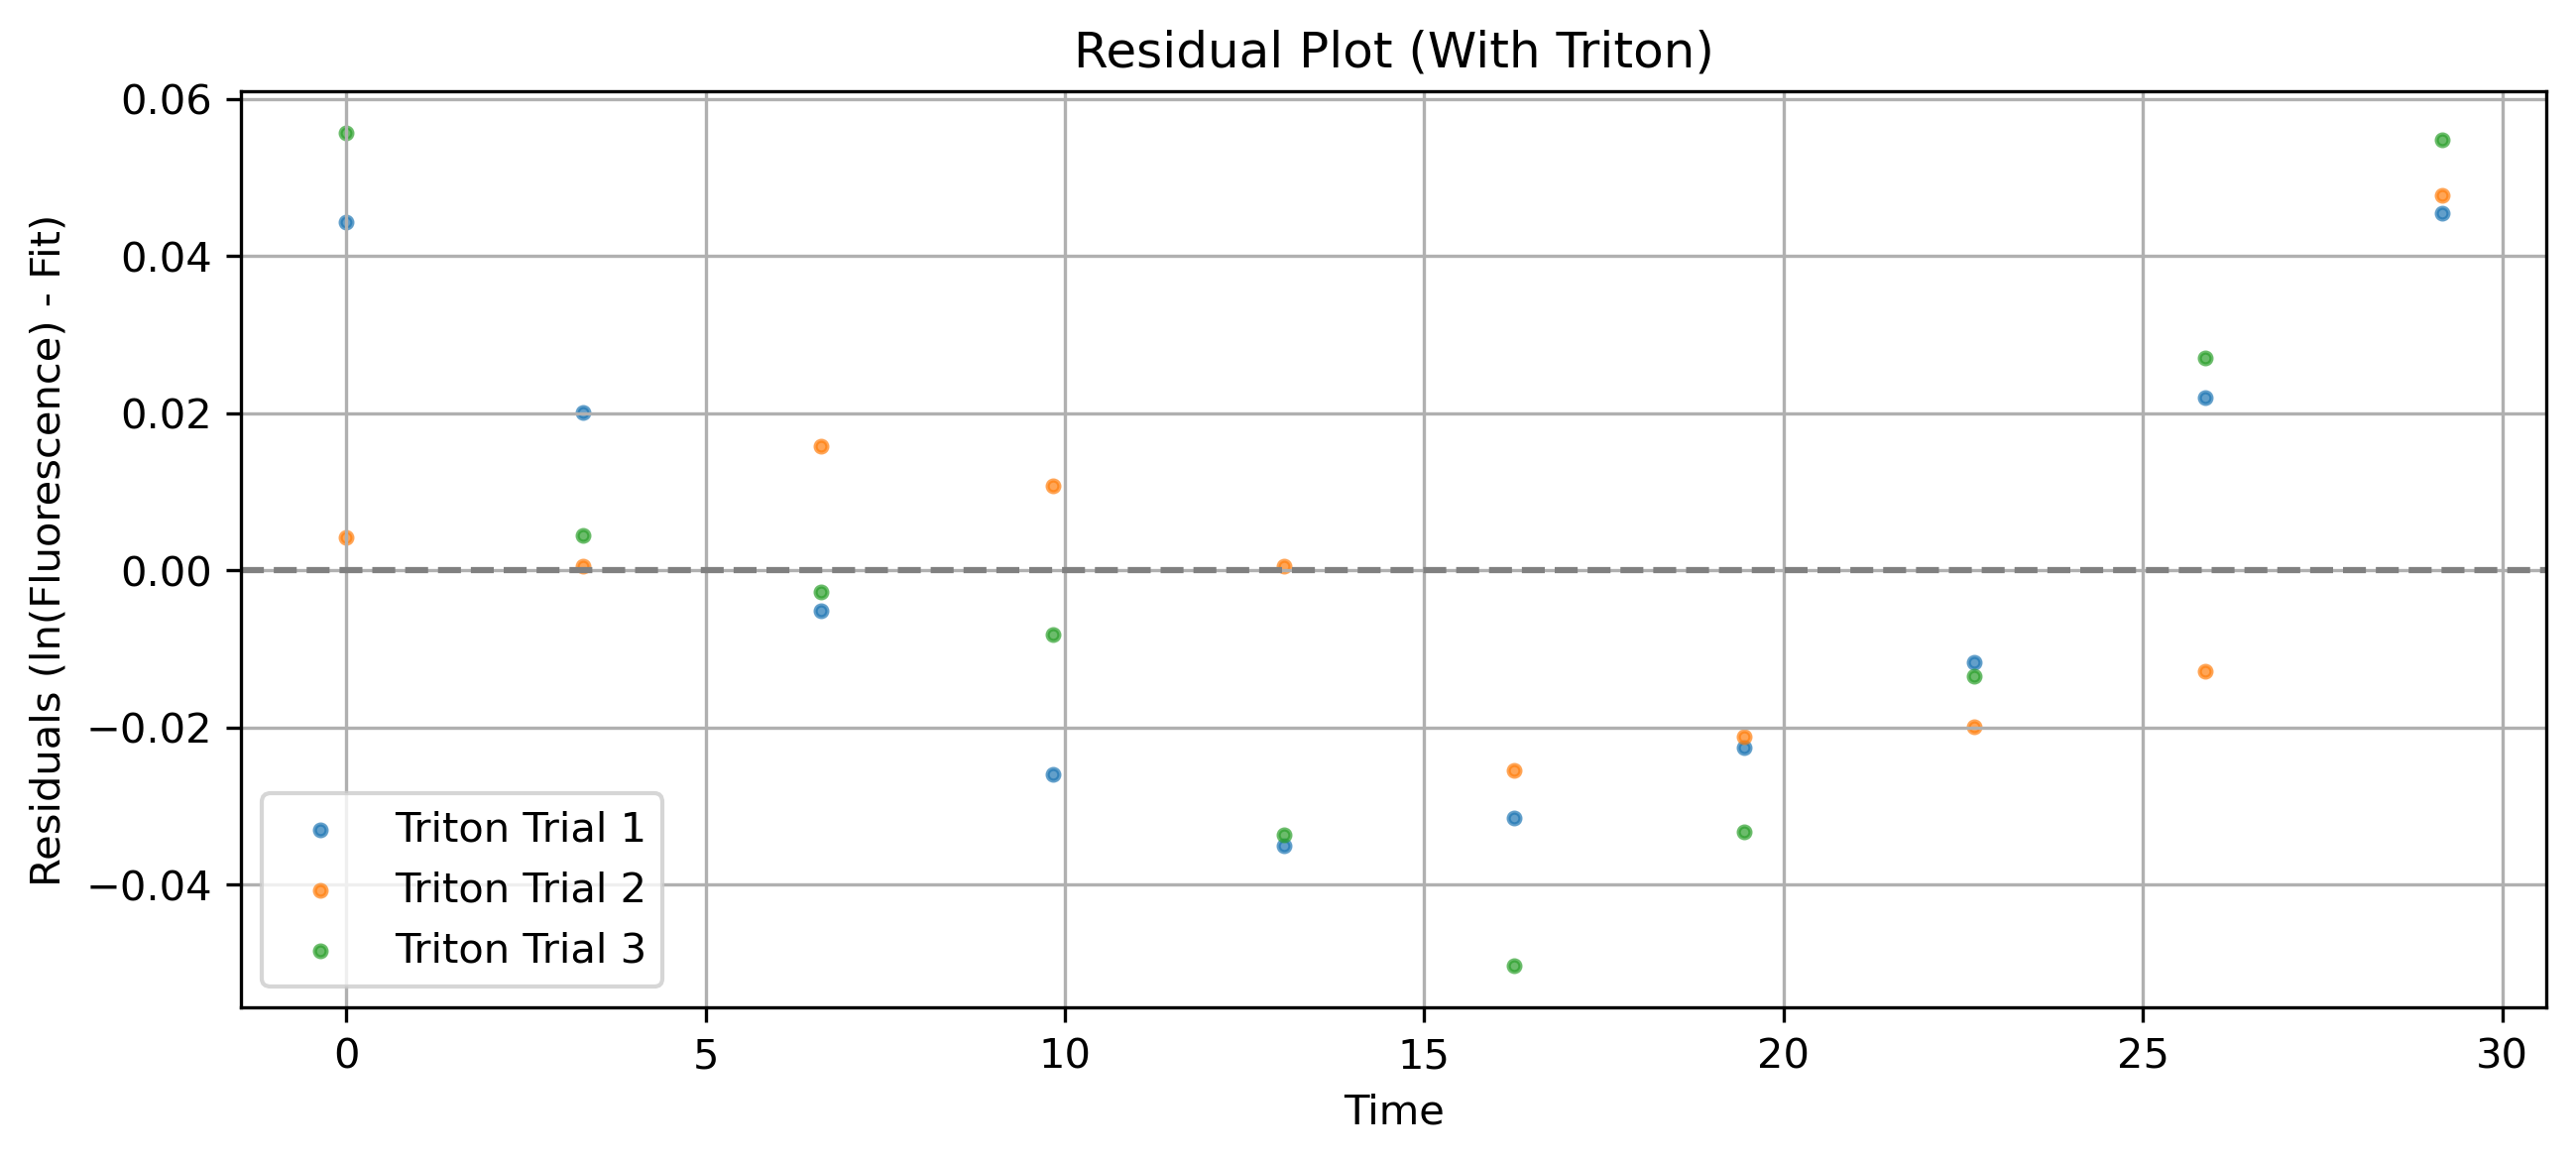 Residual Plot (With Triton)
Residuals (ln(Fluorescence) - Fit)
0.06
0.04
0.02
0.00
−0.02
−0.04
Triton Trial 1
Triton Trial 2
Triton Trial 3
0 5 10 15 20 25 30
Time